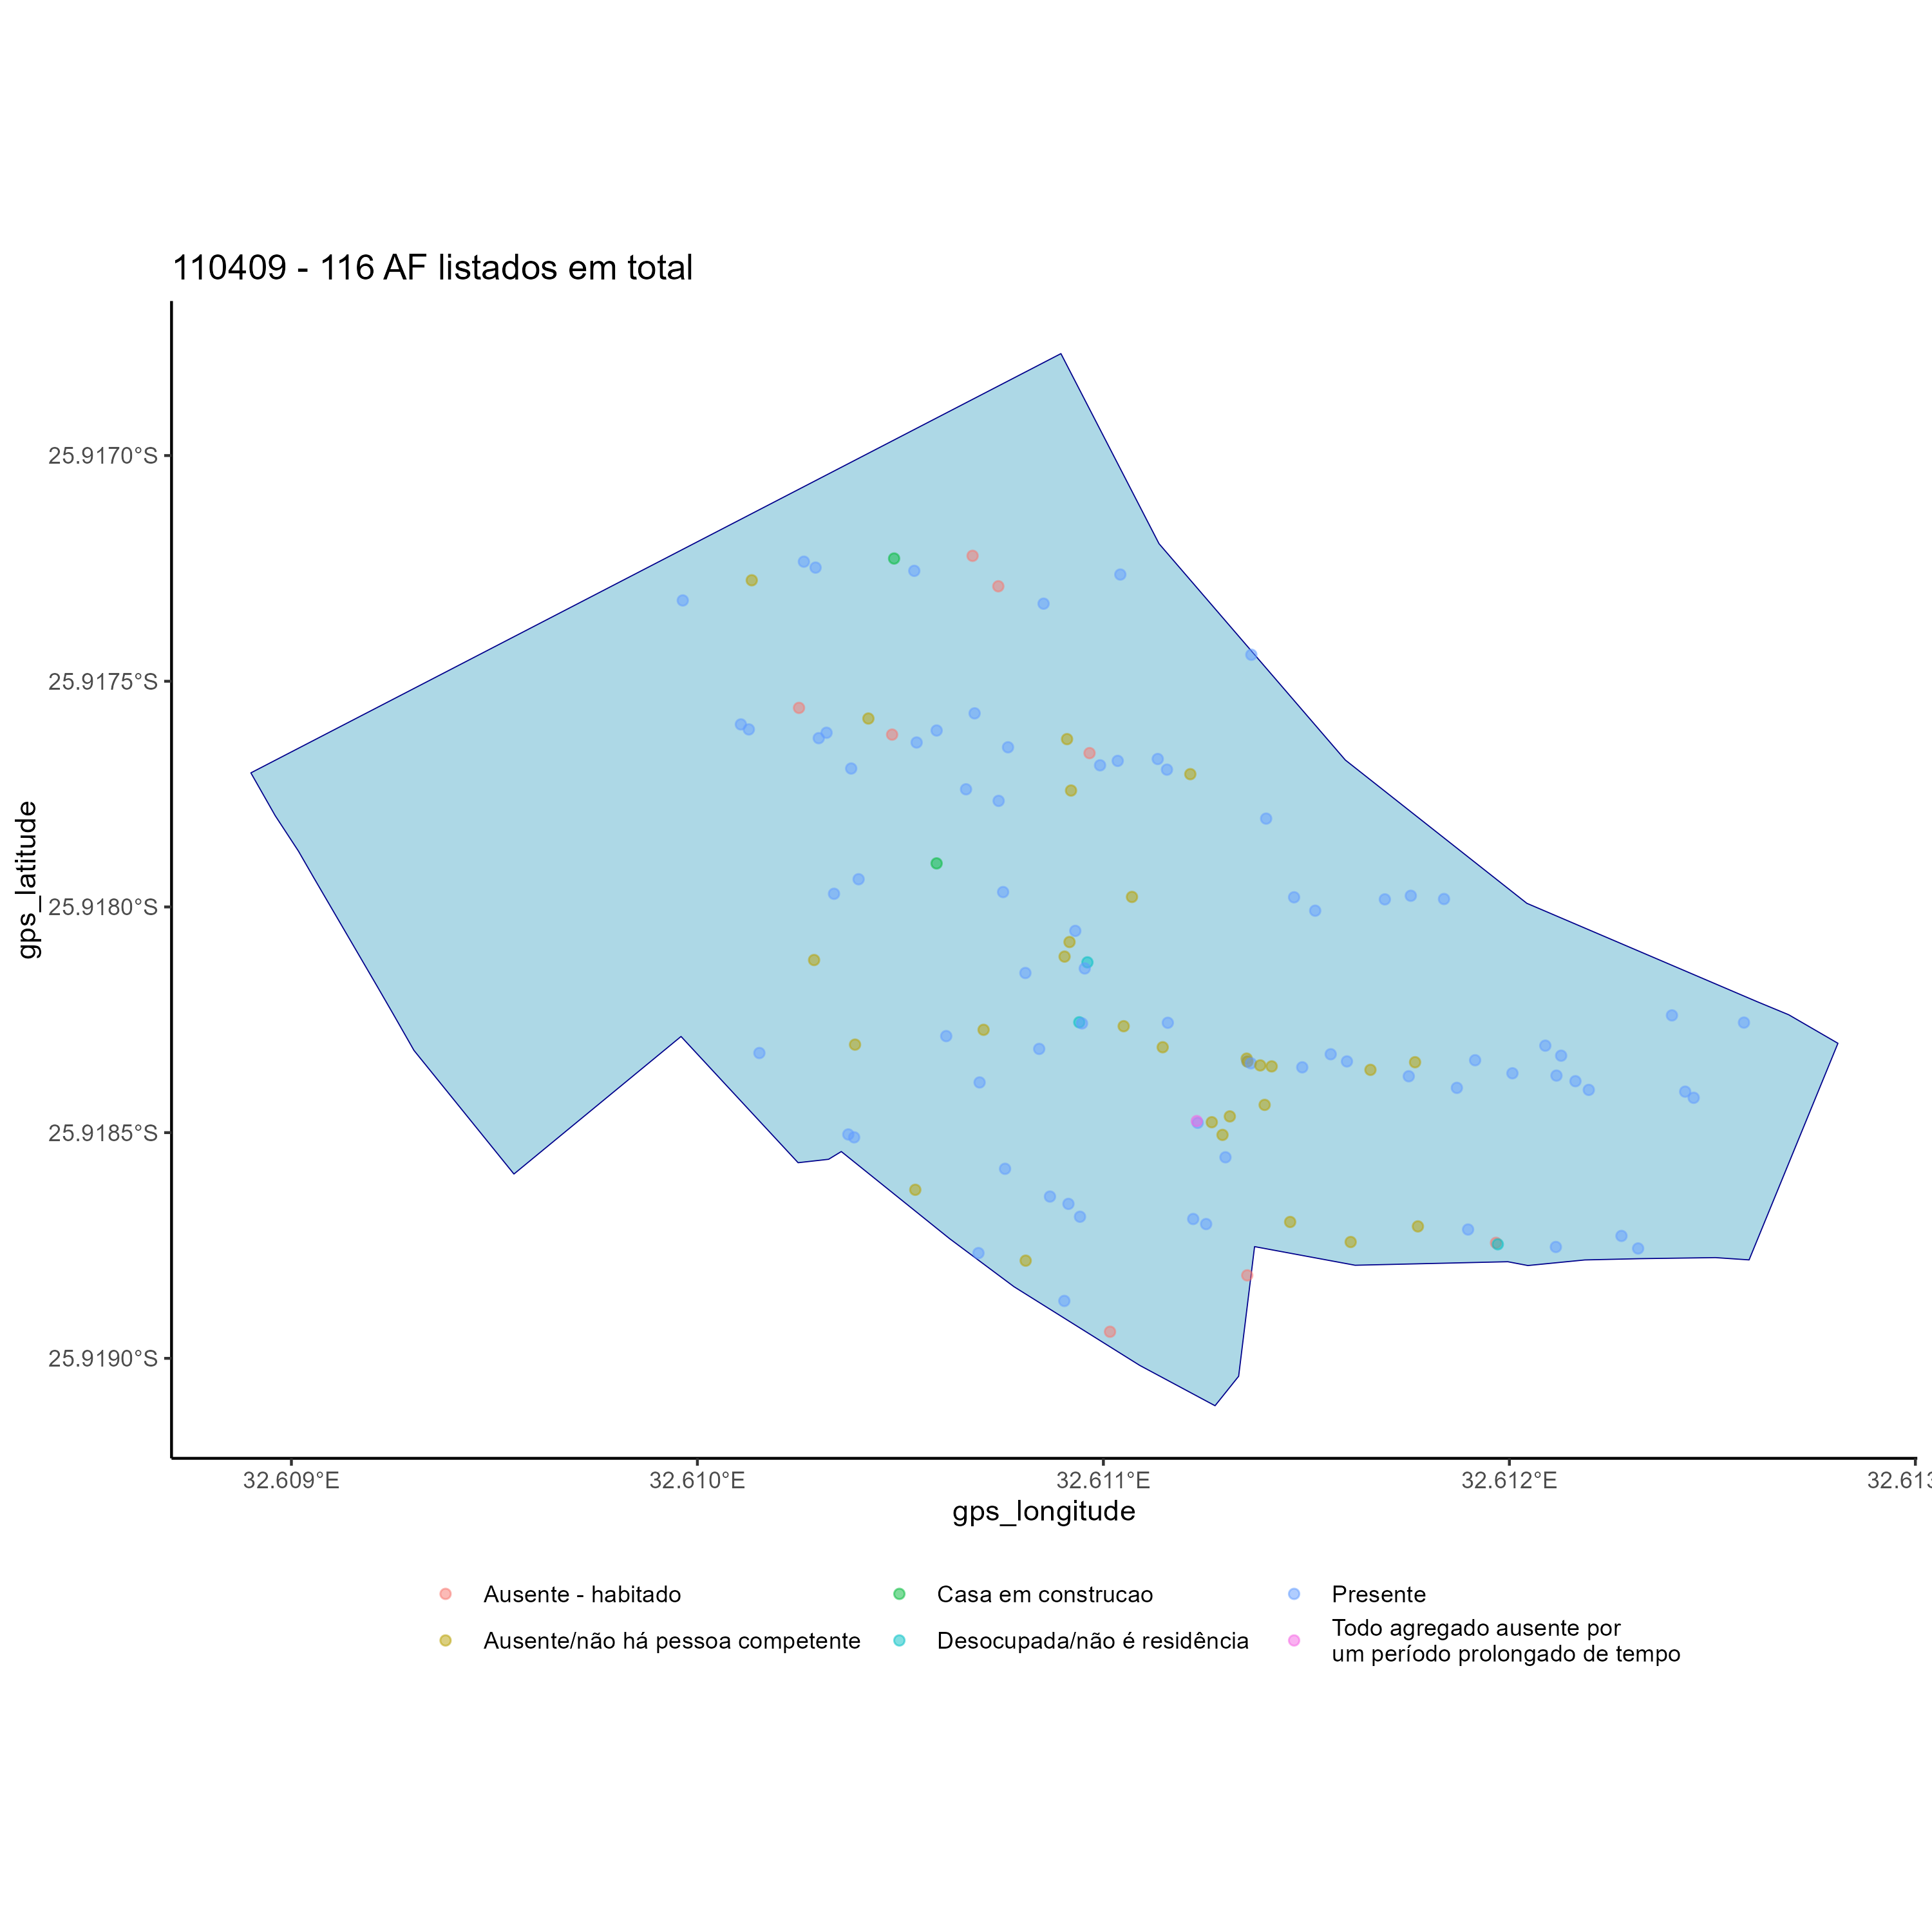 110409 - 116 AF listados em total
25.9170°S
25.9175°S
25.9180°S
25.9185°S
25.9190°S
gps_latitude
32.609°E
32.610°E
32.611°E
32.612°E
32.613
gps_longitude
Ausente - habitado
Casa em construcao
Presente
Ausente/não há pessoa competente
Desocupada/não é residência
Todo agregado ausente por
um período prolongado de tempo